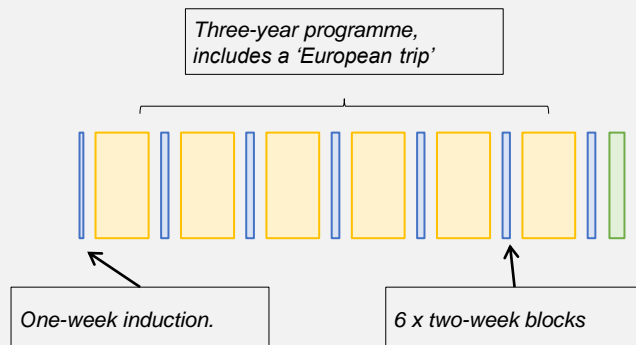 Three-year programme,
includes a ‘European trip’
One-week induction.
6 x two-week blocks